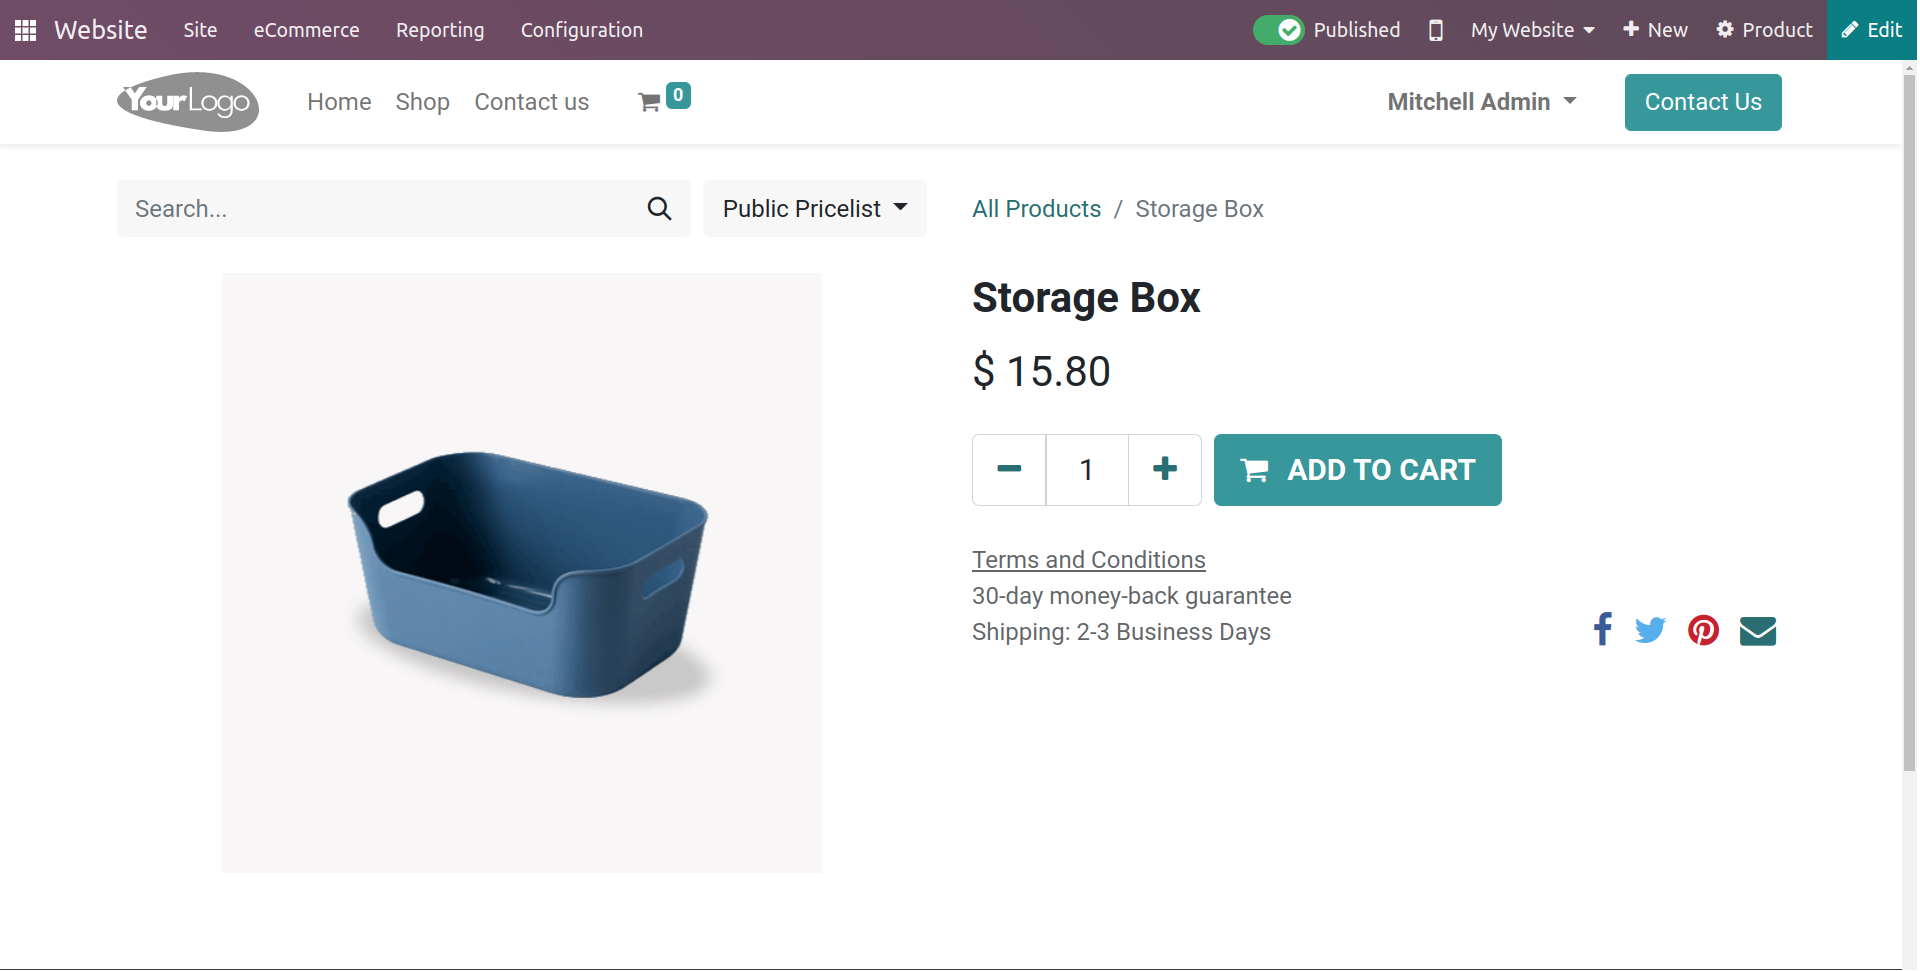 Website Site eCommerce Reporting Configuration Published My Website New Product Edit
YourLogo Home Shop Contact us 0 Mitchell Admin Contact Us
Search... Public Pricelist All Products / Storage Box
Storage Box
$ 15.80
1 ADD TO CART
Terms and Conditions
30-day money-back guarantee
Shipping: 2-3 Business Days